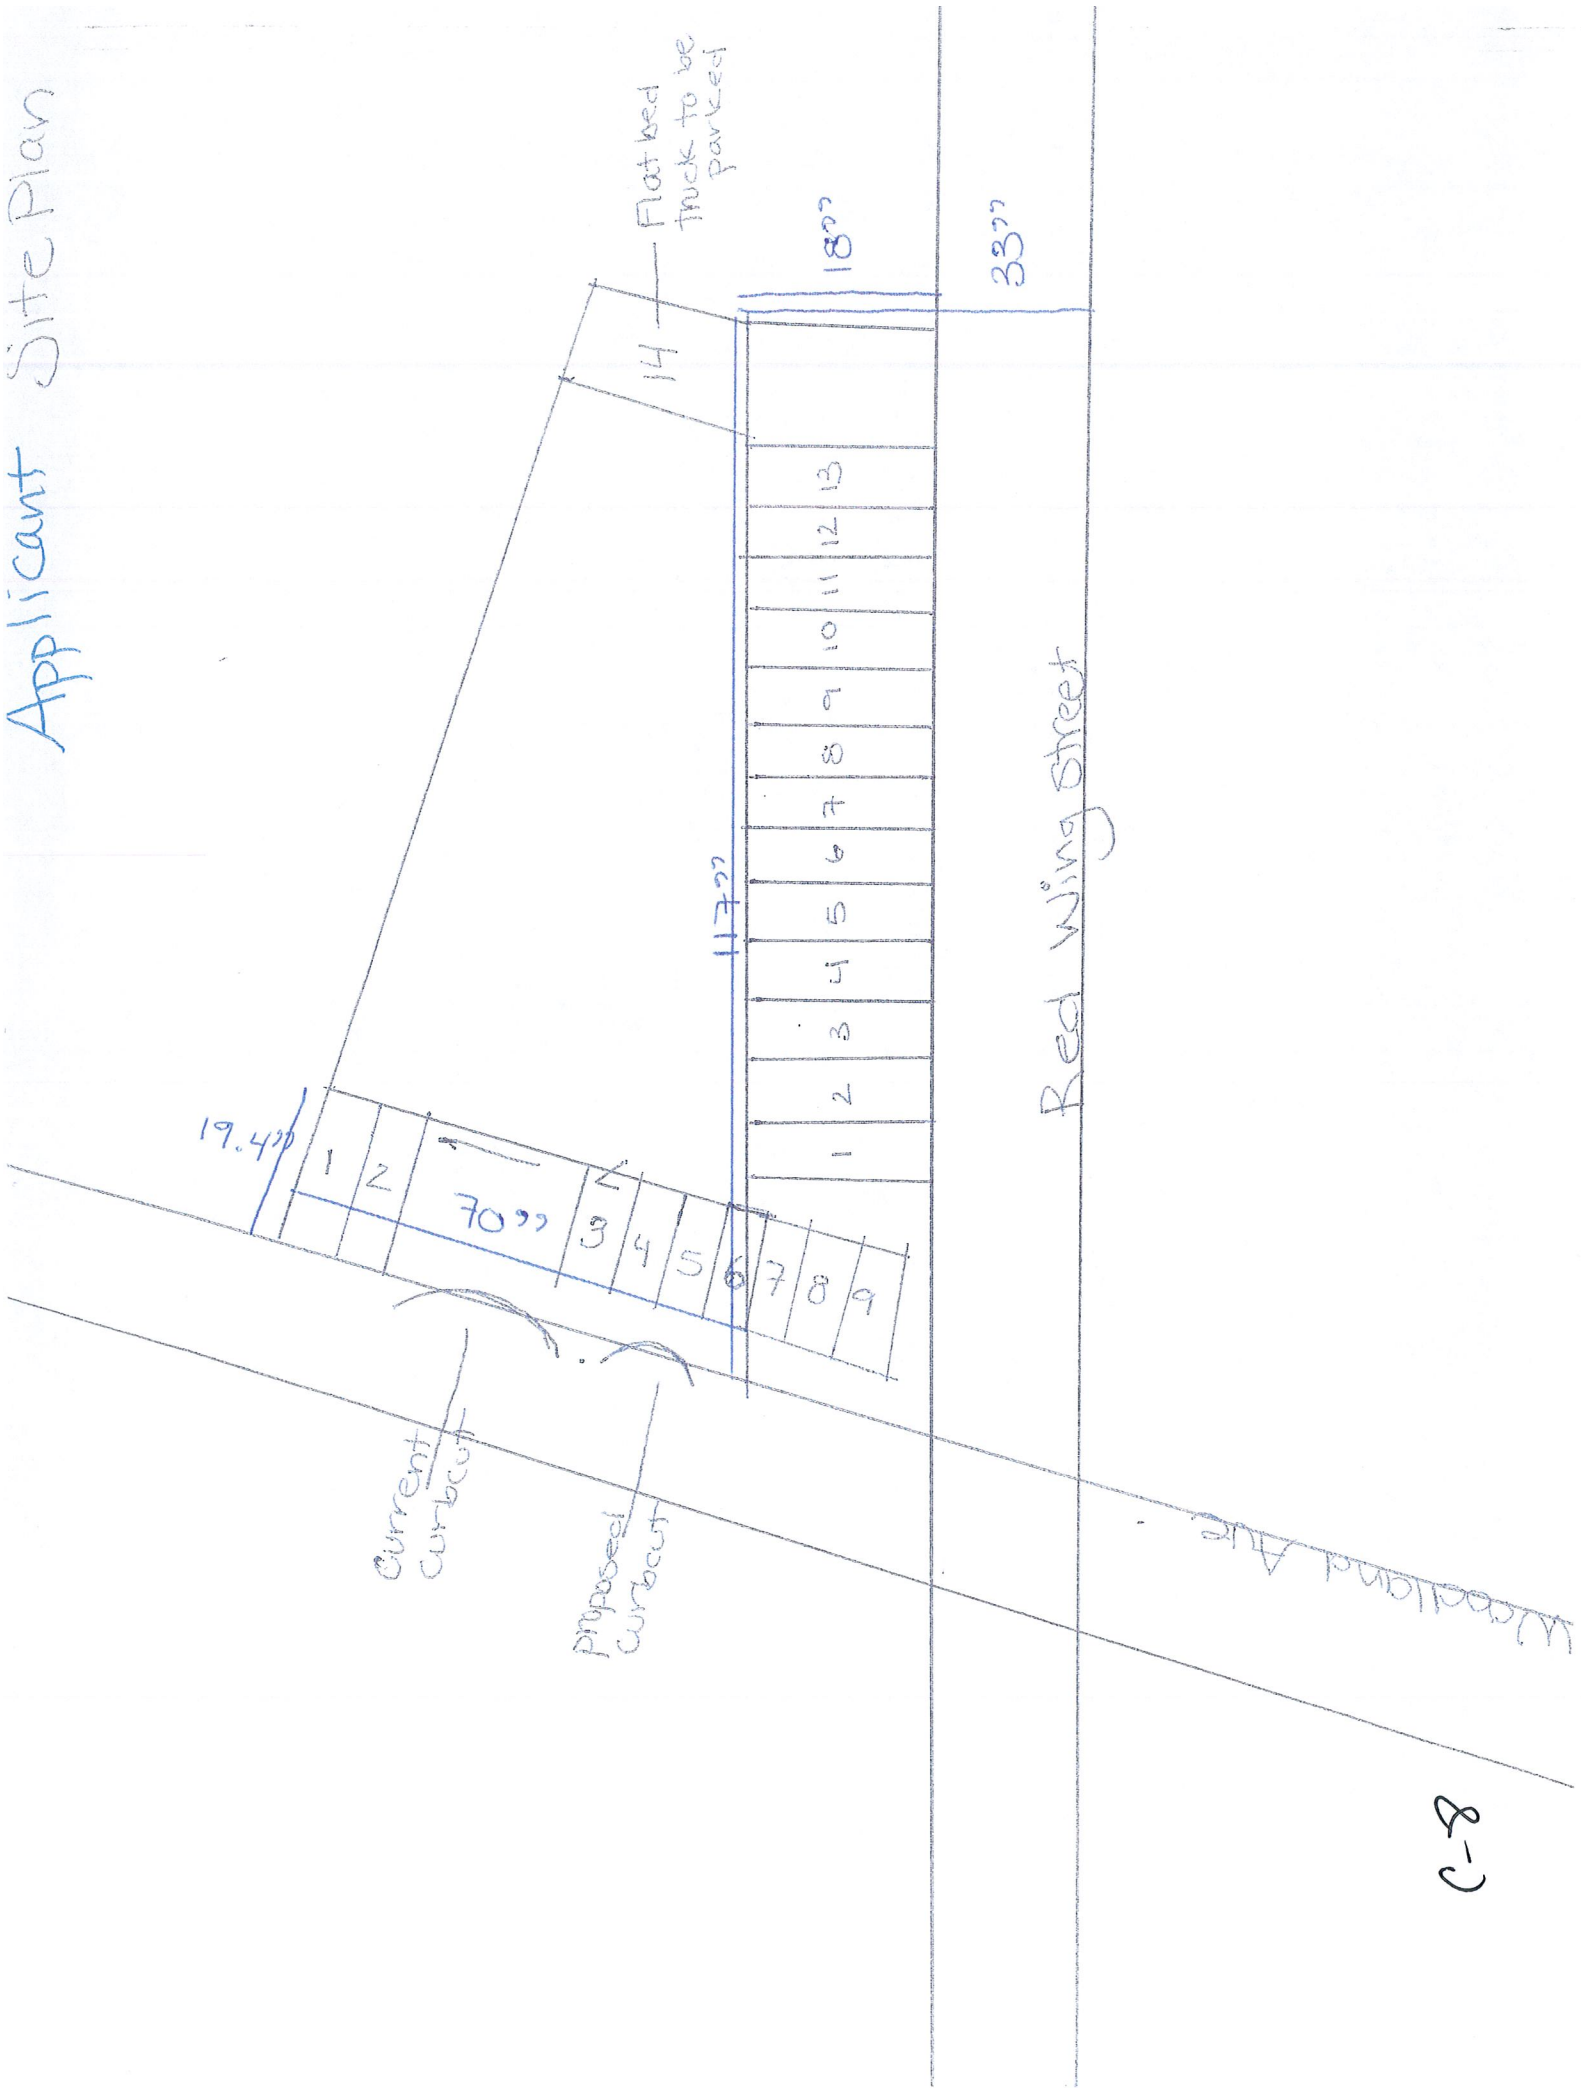 Applicant Site Plan
14
Flatbed
truck to be
parked
18"
33"
117"
1 2 3 4 5 6 7 8 9 10 11 12 13
19.4"
70"
1
2
3
4
5
6
7
8
9
Red Wing Street
Current
curbcut
proposed
curbcut
Woodland Ave.
C-8